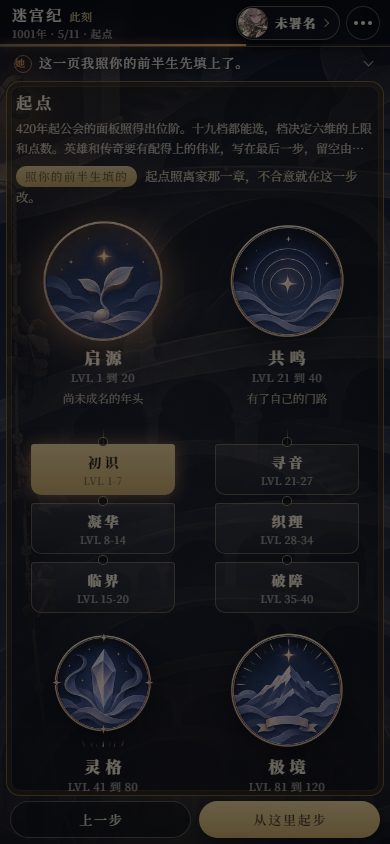 迷宫纪 此刻
1001年 · 5/11 · 起点
未署名
她 这一页我照你的前半生先填上了。
起点
420年起公会的面板照得出位阶。十九档都能选，档决定六维的上限
和点数。英雄和传奇要有配得上的伟业，写在最后一步，留空由…
照你的前半生填的 起点照离家那一章，不合意就在这一步
改。
启源
LVL 1 到 20
尚未成名的年头
共鸣
LVL 21 到 40
有了自己的门路
初识
LVL 1-7
寻音
LVL 21-27
凝华
LVL 8-14
织理
LVL 28-34
临界
LVL 15-20
破障
LVL 35-40
灵格
LVL 41 到 80
极境
LVL 81 到 120
上一步
从这里起步